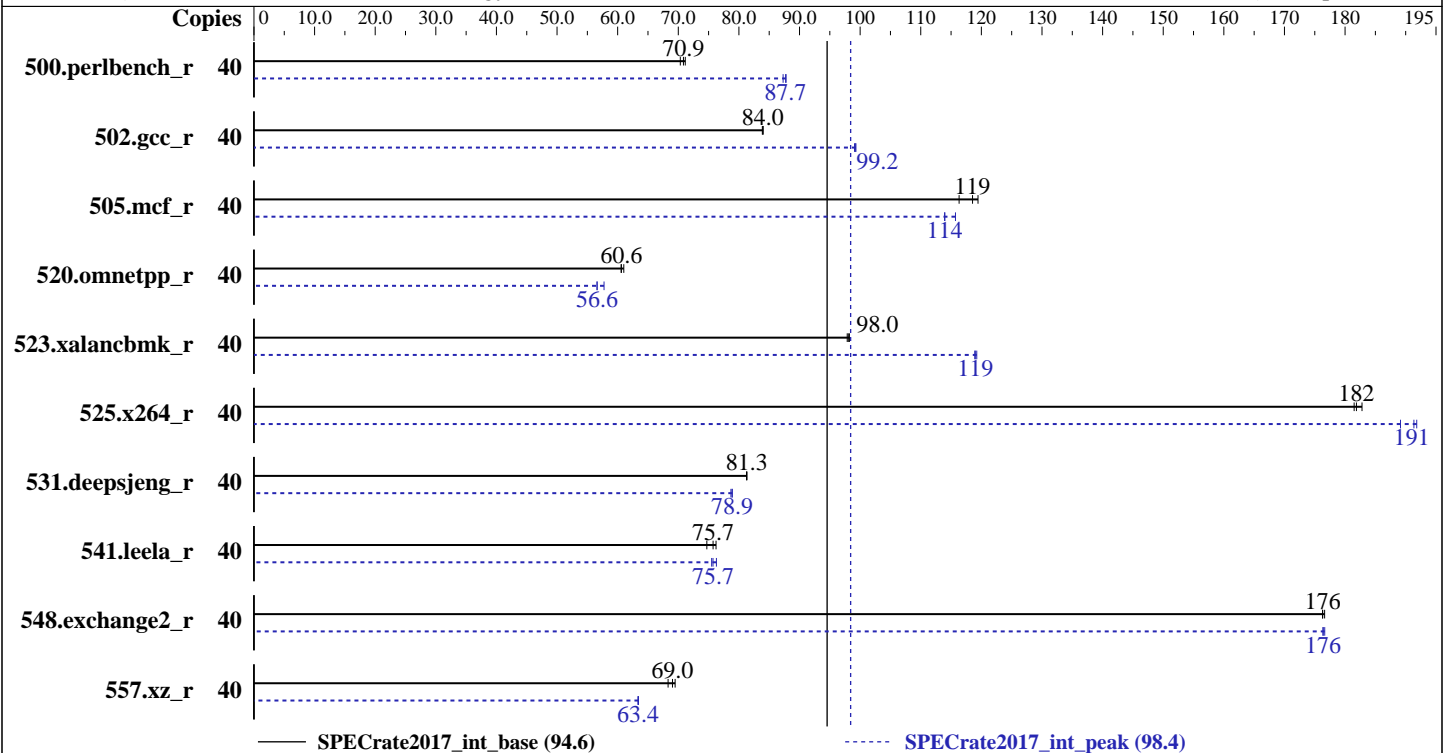 Copies 0 10.0 20.0 30.0 40.0 50.0 60.0 70.0 80.0 90.0 100 110 120 130 140 150 160 170 180 195
500.perlbench_r 40 70.9
87.7
502.gcc_r 40 84.0
99.2
505.mcf_r 40 119
114
520.omnetpp_r 40 60.6
56.6
523.xalancbmk_r 40 98.0
119
525.x264_r 40 182
191
531.deepsjeng_r 40 81.3
78.9
541.leela_r 40 75.7
75.7
548.exchange2_r 40 176
176
557.xz_r 40 69.0
63.4
SPECrate2017_int_base (94.6) SPECrate2017_int_peak (98.4)